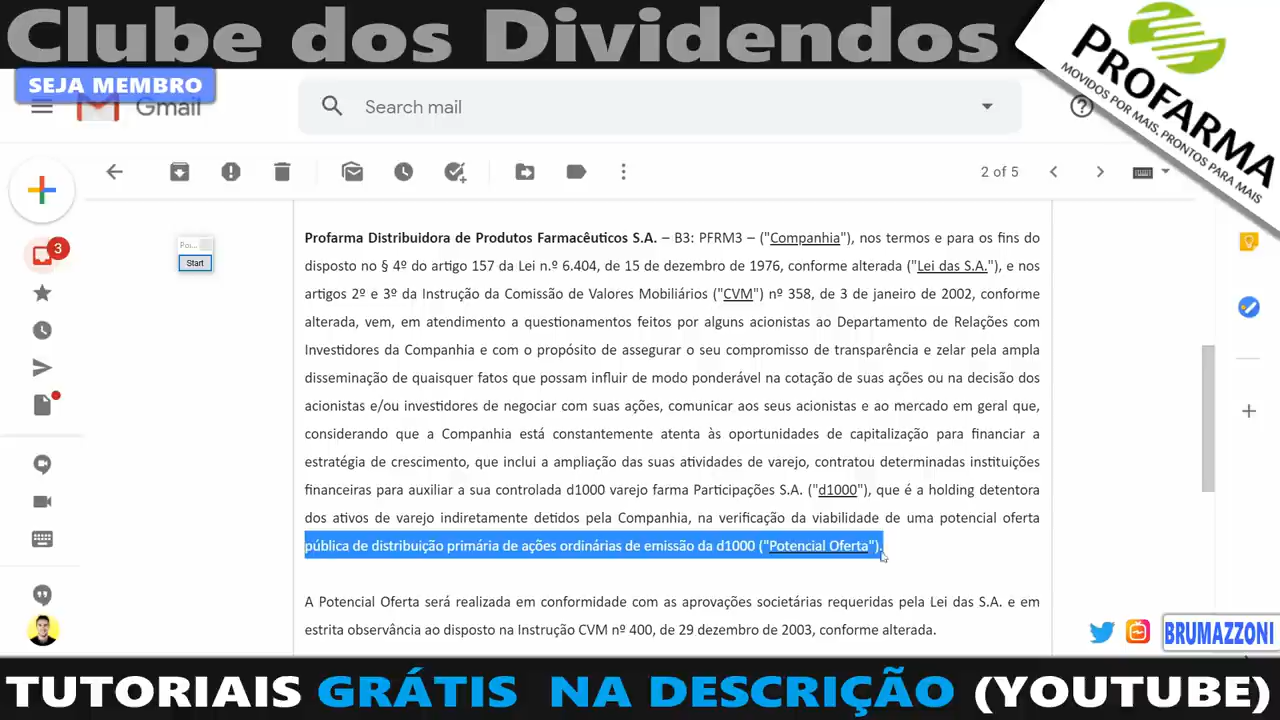 Clube dos Dividendos
SEJA MEMBRO
Gmail
Search mail
PROFARMA
MOVIDOS POR MAIS. PRONTOS PARA MAIS
2 of 5
3
Start
Profarma Distribuidora de Produtos Farmacêuticos S.A. – B3: PFRM3 – ("Companhia"), nos termos e para os fins do
disposto no § 4º do artigo 157 da Lei n.º 6.404, de 15 de dezembro de 1976, conforme alterada ("Lei das S.A."), e nos
artigos 2º e 3º da Instrução da Comissão de Valores Mobiliários ("CVM") nº 358, de 3 de janeiro de 2002, conforme
alterada, vem, em atendimento a questionamentos feitos por alguns acionistas ao Departamento de Relações com
Investidores da Companhia e com o propósito de assegurar o seu compromisso de transparência e zelar pela ampla
disseminação de quaisquer fatos que possam influir de modo ponderável na cotação de suas ações ou na decisão dos
acionistas e/ou investidores de negociar com suas ações, comunicar aos seus acionistas e ao mercado em geral que,
considerando que a Companhia está constantemente atenta às oportunidades de capitalização para financiar a
estratégia de crescimento, que inclui a ampliação das suas atividades de varejo, contratou determinadas instituições
financeiras para auxiliar a sua controlada d1000 varejo farma Participações S.A. ("d1000"), que é a holding detentora
dos ativos de varejo indiretamente detidos pela Companhia, na verificação da viabilidade de uma potencial oferta
pública de distribuição primária de ações ordinárias de emissão da d1000 ("Potencial Oferta").
A Potencial Oferta será realizada em conformidade com as aprovações societárias requeridas pela Lei das S.A. e em
estrita observância ao disposto na Instrução CVM nº 400, de 29 dezembro de 2003, conforme alterada.
BRUMAZZONI
TUTORIAIS GRÁTIS NA DESCRIÇÃO (YOUTUBE)